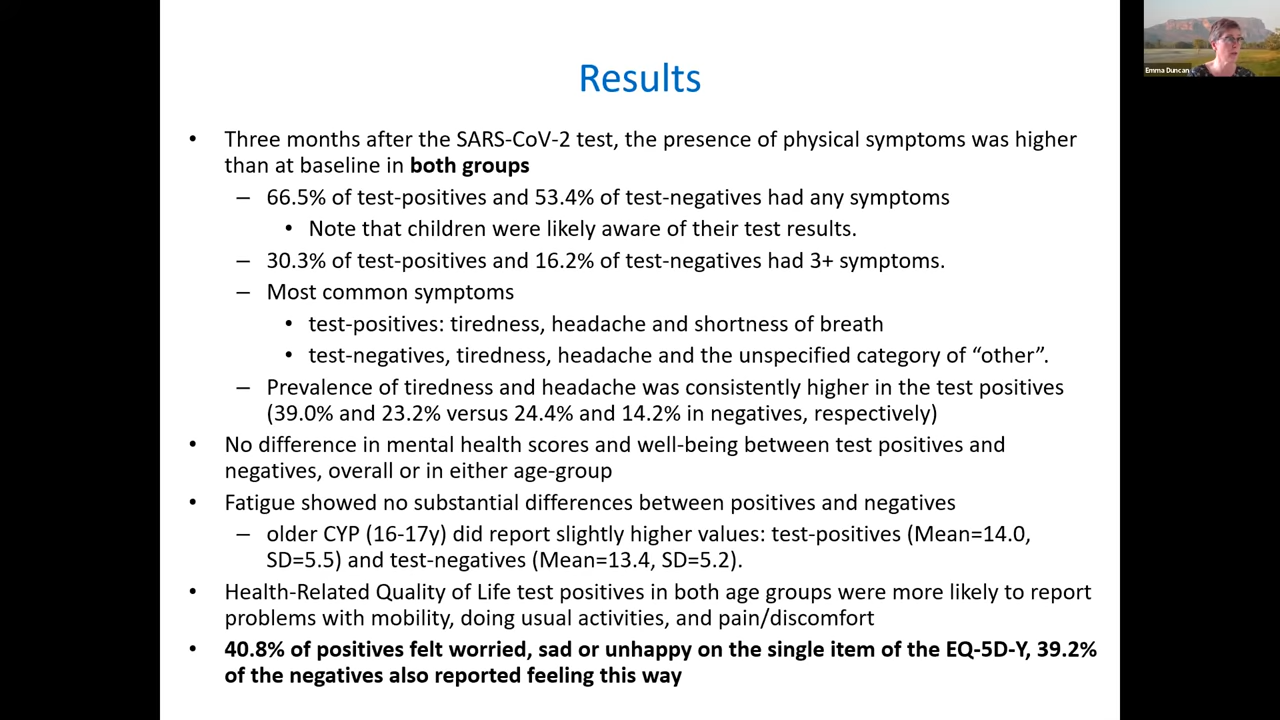 Results
• Three months after the SARS-CoV-2 test, the presence of physical symptoms was higher
than at baseline in both groups
– 66.5% of test-positives and 53.4% of test-negatives had any symptoms
• Note that children were likely aware of their test results.
– 30.3% of test-positives and 16.2% of test-negatives had 3+ symptoms.
– Most common symptoms
• test-positives: tiredness, headache and shortness of breath
• test-negatives, tiredness, headache and the unspecified category of “other”.
– Prevalence of tiredness and headache was consistently higher in the test positives
(39.0% and 23.2% versus 24.4% and 14.2% in negatives, respectively)
• No difference in mental health scores and well-being between test positives and
negatives, overall or in either age-group
• Fatigue showed no substantial differences between positives and negatives
– older CYP (16-17y) did report slightly higher values: test-positives (Mean=14.0,
SD=5.5) and test-negatives (Mean=13.4, SD=5.2).
• Health-Related Quality of Life test positives in both age groups were more likely to report
problems with mobility, doing usual activities, and pain/discomfort
• 40.8% of positives felt worried, sad or unhappy on the single item of the EQ-5D-Y, 39.2%
of the negatives also reported feeling this way
Emma Duncan